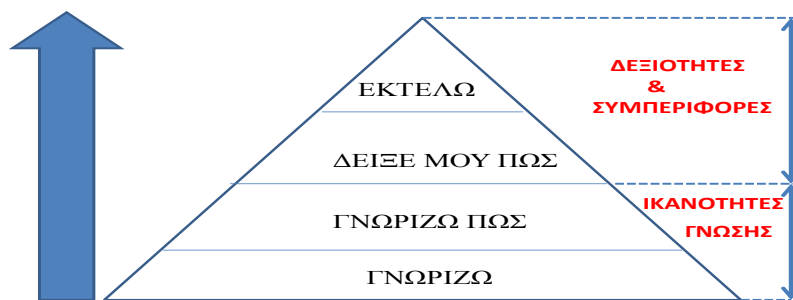 ΕΚΤΕΛΩ
ΔΕΙΞΕ ΜΟΥ ΠΩΣ
ΓΝΩΡΙΖΩ ΠΩΣ
ΓΝΩΡΙΖΩ
ΔΕΞΙΟΤΗΤΕΣ
&
ΣΥΜΠΕΡΙΦΟΡΕΣ
ΙΚΑΝΟΤΗΤΕΣ
ΓΝΩΣΗΣ